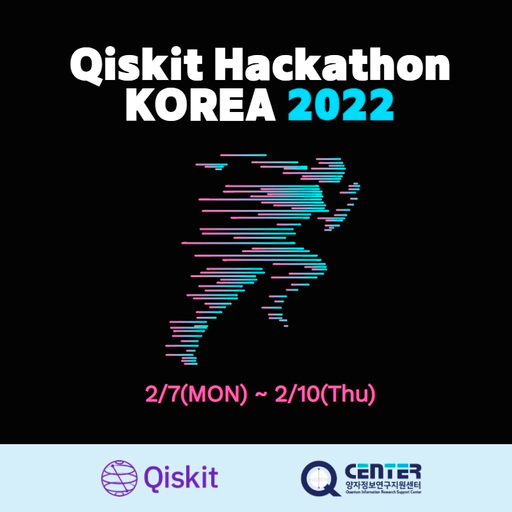 Qiskit Hackathon
KOREA 2022
2/7(MON) ~ 2/10(Thu)
Qiskit
Q CENTER
양자정보연구지원센터
Quantum Information Research Support Center